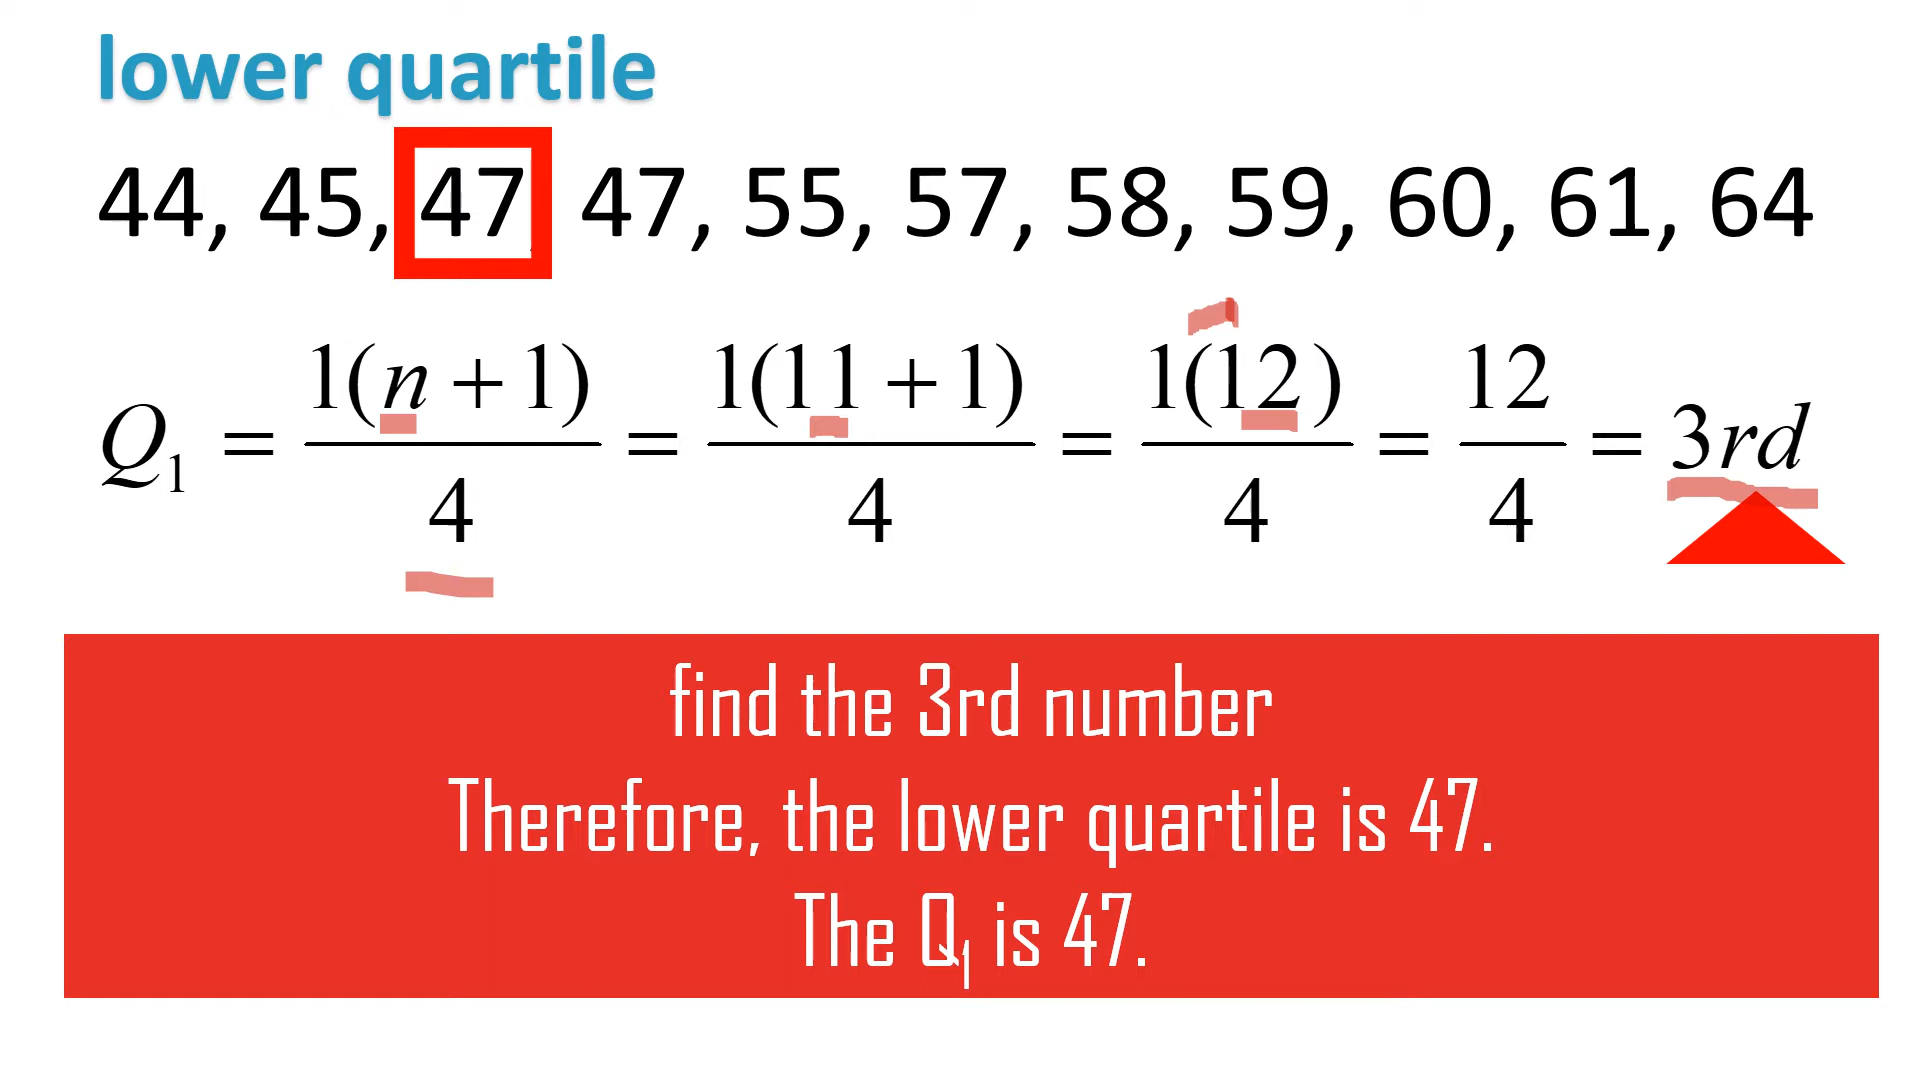 lower quartile
44, 45, 47 47, 55, 57, 58, 59, 60, 61, 64
Q₁ = 1(n + 1)/4 = 1(11 + 1)/4 = 1(12)/4 = 12/4 = 3rd
find the 3rd number
Therefore, the lower quartile is 47.
The Q₁ is 47.